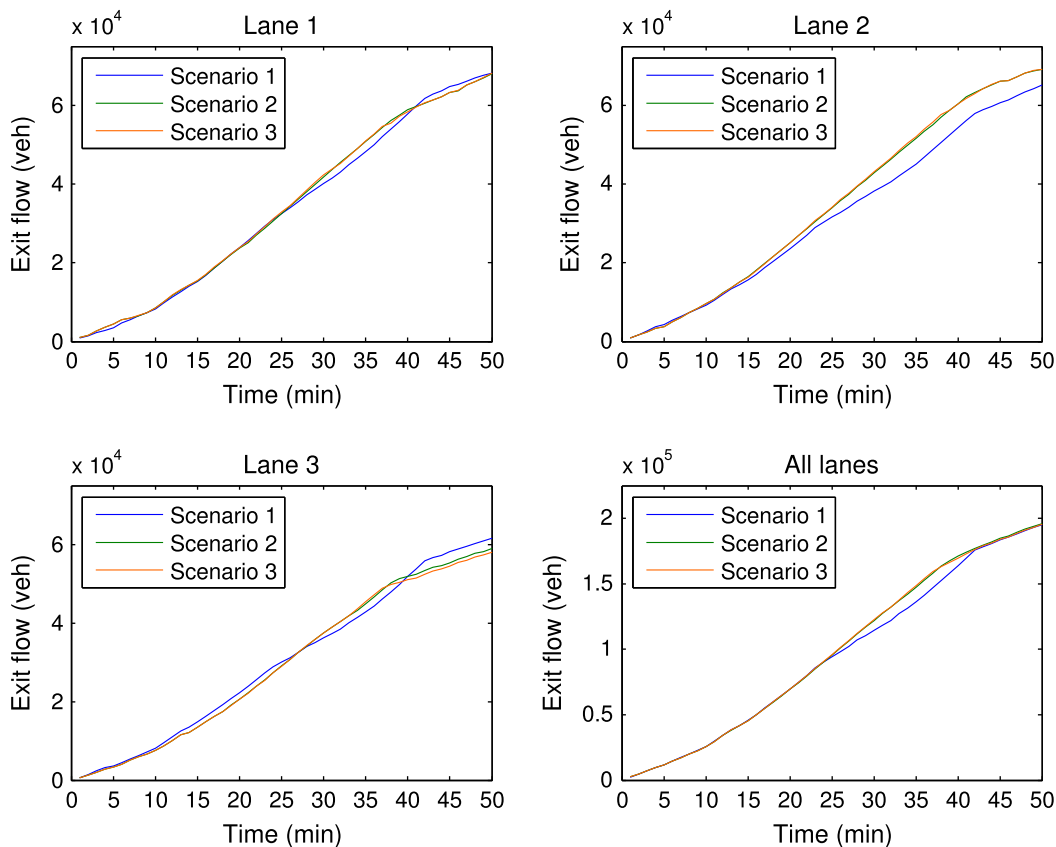 x 10^4
Lane 1
Scenario 1
Scenario 2
Scenario 3
Exit flow (veh)
6
4
2
0
0 5 10 15 20 25 30 35 40 45 50
Time (min)
x 10^4
Lane 2
Scenario 1
Scenario 2
Scenario 3
Exit flow (veh)
6
4
2
0
0 5 10 15 20 25 30 35 40 45 50
Time (min)
x 10^4
Lane 3
Scenario 1
Scenario 2
Scenario 3
Exit flow (veh)
6
4
2
0
0 5 10 15 20 25 30 35 40 45 50
Time (min)
x 10^5
All lanes
Scenario 1
Scenario 2
Scenario 3
Exit flow (veh)
2
1.5
1
0.5
0
0 5 10 15 20 25 30 35 40 45 50
Time (min)